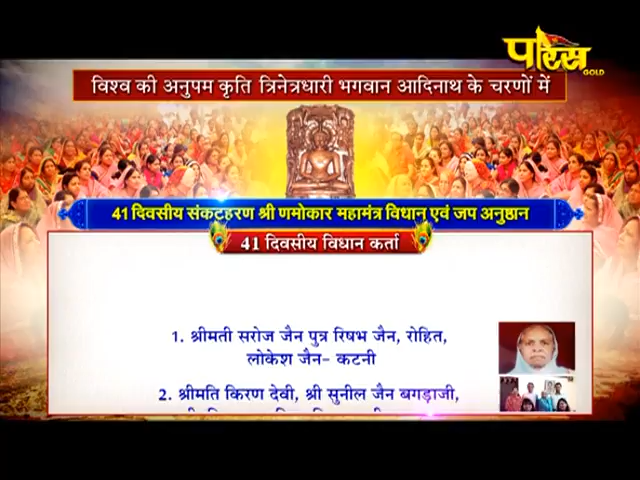 पारस
GOLD
विश्व की अनुपम कृति त्रिनेत्रधारी भगवान आदिनाथ के चरणों में
41 दिवसीय संकटहरण श्री णमोकार महामंत्र विधान एवं जप अनुष्ठान
41 दिवसीय विधान कर्ता
1. श्रीमती सरोज जैन पुत्र रिषभ जैन, रोहित,
लोकेश जैन– कटनी
2. श्रीमति किरण देवी, श्री सुनील जैन बगड़ाजी,